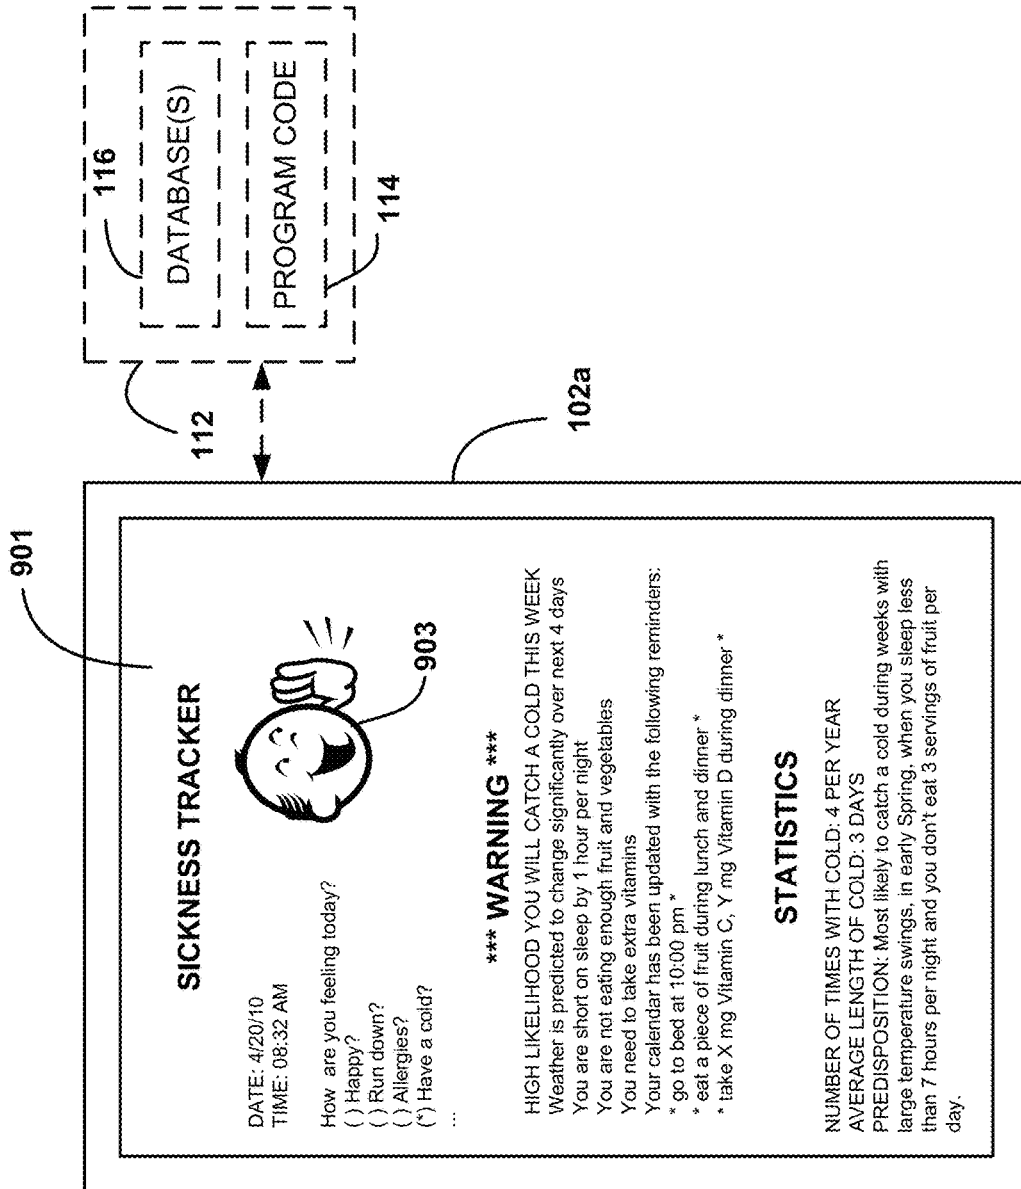 901
SICKNESS TRACKER
DATE: 4/20/10
TIME: 08:32 AM
How are you feeling today?
( ) Happy?
( ) Run down?
( ) Allergies?
(*) Have a cold?
...
903
*** WARNING ***
HIGH LIKELIHOOD YOU WILL CATCH A COLD THIS WEEK
Weather is predicted to change significantly over next 4 days
You are short on sleep by 1 hour per night
You are not eating enough fruit and vegetables
You need to take extra vitamins
Your calendar has been updated with the following reminders:
* go to bed at 10:00 pm *
* eat a piece of fruit during lunch and dinner *
* take X mg Vitamin C, Y mg Vitamin D during dinner *
STATISTICS
NUMBER OF TIMES WITH COLD: 4 PER YEAR
AVERAGE LENGTH OF COLD: 3 DAYS
PREDISPOSITION: Most likely to catch a cold during weeks with
large temperature swings, in early Spring, when you sleep less
than 7 hours per night and you don't eat 3 servings of fruit per
day.
102a
112
116
DATABASE(S)
PROGRAM CODE
114